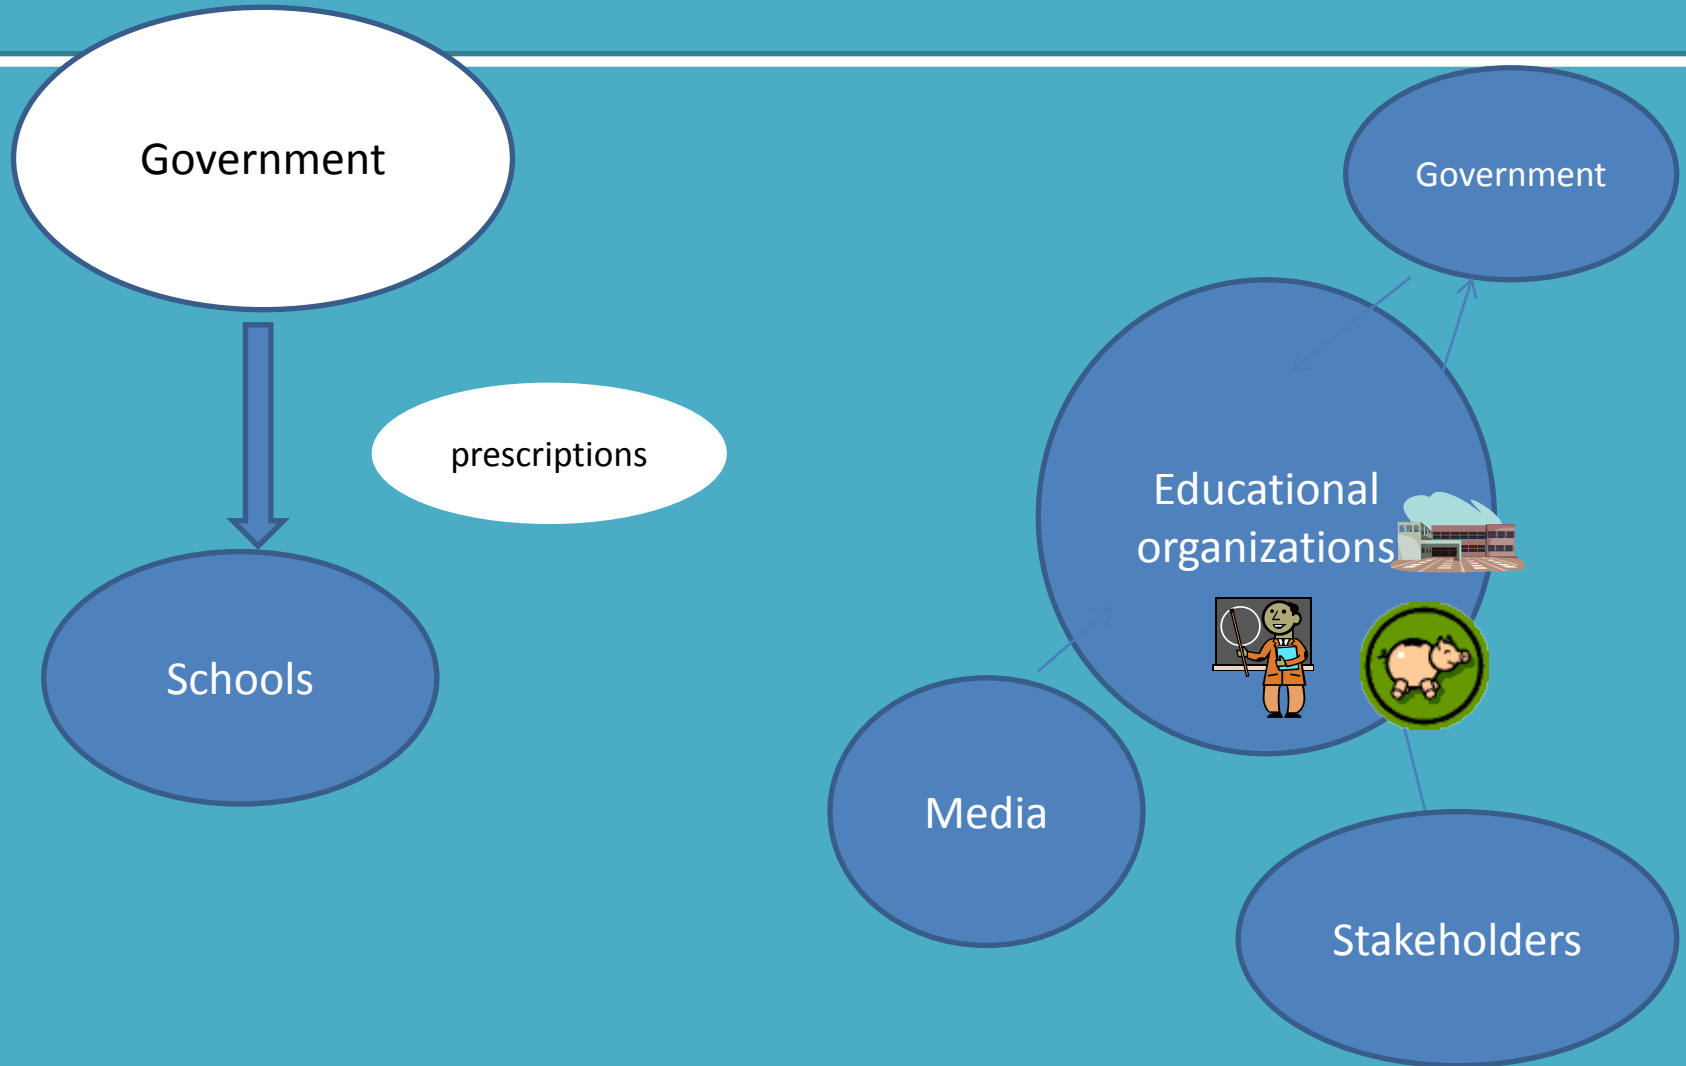 Government
prescriptions
Schools
Government
Educational
organizations
Media
Stakeholders